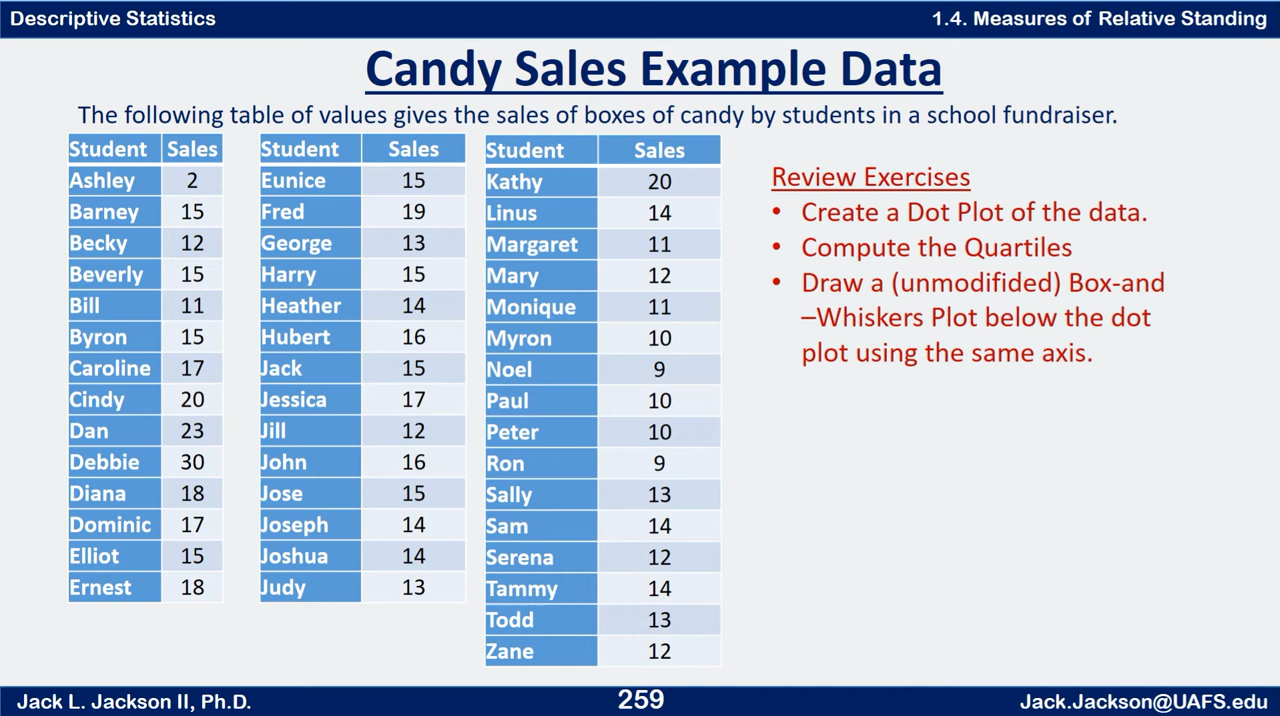 Descriptive Statistics 1.4. Measures of Relative Standing
Candy Sales Example Data
The following table of values gives the sales of boxes of candy by students in a school fundraiser.
Student Sales
Ashley 2
Barney 15
Becky 12
Beverly 15
Bill 11
Byron 15
Caroline 17
Cindy 20
Dan 23
Debbie 30
Diana 18
Dominic 17
Elliot 15
Ernest 18
Student Sales
Eunice 15
Fred 19
George 13
Harry 15
Heather 14
Hubert 16
Jack 15
Jessica 17
Jill 12
John 16
Jose 15
Joseph 14
Joshua 14
Judy 13
Student Sales
Kathy 20
Linus 14
Margaret 11
Mary 12
Monique 11
Myron 10
Noel 9
Paul 10
Peter 10
Ron 9
Sally 13
Sam 14
Serena 12
Tammy 14
Todd 13
Zane 12
Review Exercises
• Create a Dot Plot of the data.
• Compute the Quartiles
• Draw a (unmodifided) Box-and
–Whiskers Plot below the dot
plot using the same axis.
Jack L. Jackson II, Ph.D. 259 Jack.Jackson@UAFS.edu